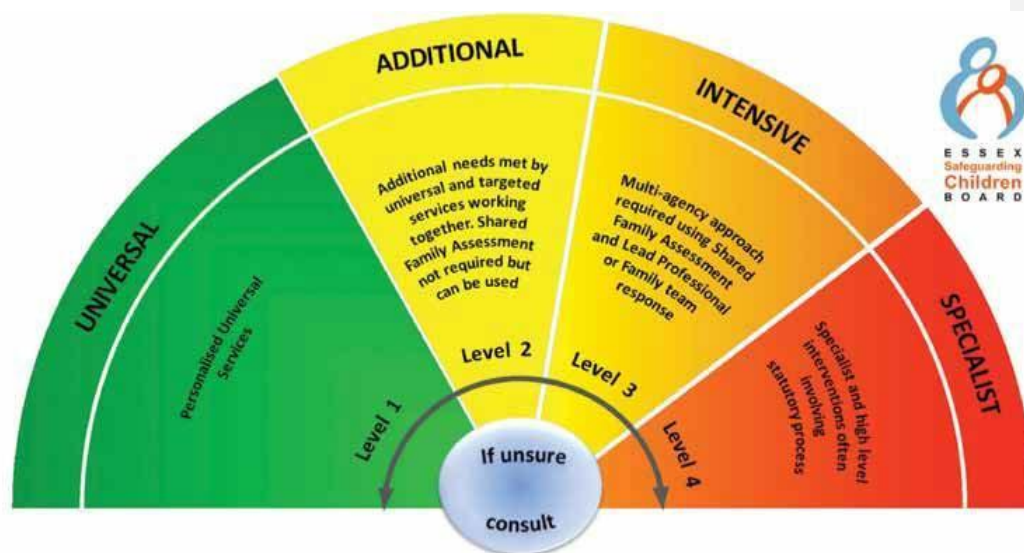 UNIVERSAL
Personalised Universal
Services
Level 1
ADDITIONAL
Additional needs met by
universal and targeted
services working
together. Shared
Family Assessment
not required but
can be used
Level 2
INTENSIVE
Multi-agency approach
required using Shared
Family Assessment
and Lead Professional
or Family team
response
Level 3
SPECIALIST
Specialist and high level
interventions often
involving
statutory process
Level 4
If unsure
consult
ESSEX
Safeguarding
Children
BOARD